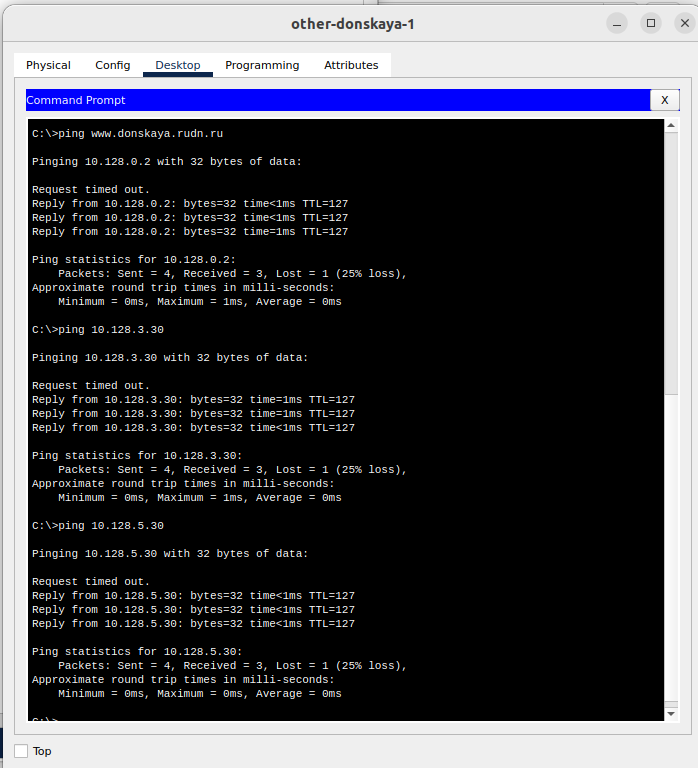 other-donskaya-1
Physical Config Desktop Programming Attributes
Command Prompt X
C:\>ping www.donskaya.rudn.ru
Pinging 10.128.0.2 with 32 bytes of data:
Request timed out.
Reply from 10.128.0.2: bytes=32 time<1ms TTL=127
Reply from 10.128.0.2: bytes=32 time<1ms TTL=127
Reply from 10.128.0.2: bytes=32 time=1ms TTL=127
Ping statistics for 10.128.0.2:
Packets: Sent = 4, Received = 3, Lost = 1 (25% loss),
Approximate round trip times in milli-seconds:
Minimum = 0ms, Maximum = 1ms, Average = 0ms
C:\>ping 10.128.3.30
Pinging 10.128.3.30 with 32 bytes of data:
Request timed out.
Reply from 10.128.3.30: bytes=32 time=1ms TTL=127
Reply from 10.128.3.30: bytes=32 time=1ms TTL=127
Reply from 10.128.3.30: bytes=32 time<1ms TTL=127
Ping statistics for 10.128.3.30:
Packets: Sent = 4, Received = 3, Lost = 1 (25% loss),
Approximate round trip times in milli-seconds:
Minimum = 0ms, Maximum = 1ms, Average = 0ms
C:\>ping 10.128.5.30
Pinging 10.128.5.30 with 32 bytes of data:
Request timed out.
Reply from 10.128.5.30: bytes=32 time<1ms TTL=127
Reply from 10.128.5.30: bytes=32 time<1ms TTL=127
Reply from 10.128.5.30: bytes=32 time<1ms TTL=127
Ping statistics for 10.128.5.30:
Packets: Sent = 4, Received = 3, Lost = 1 (25% loss),
Approximate round trip times in milli-seconds:
Minimum = 0ms, Maximum = 0ms, Average = 0ms
C:\>
Top